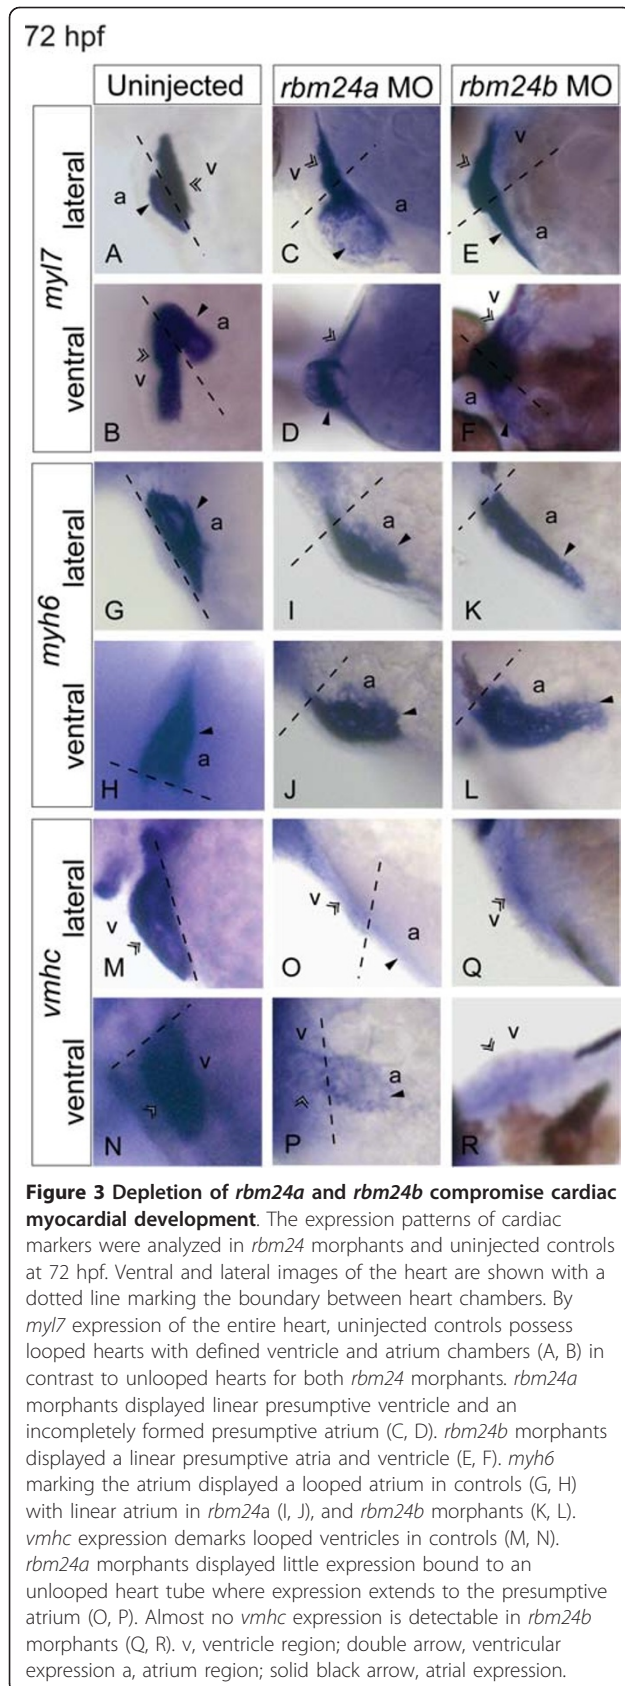 72 hpf
Uninjected rbm24a MO rbm24b MO
myl7
lateral
v
a
A
v
a
C
v
a
E
ventral
a
v
B
D
v
a
F
myh6
lateral
a
G
a
I
a
K
ventral
a
H
a
J
a
L
vmhc
lateral
v
M
v
a
O
v
Q
ventral
v
N
v
a
P
v
R
Figure 3 Depletion of rbm24a and rbm24b compromise cardiac
myocardial development. The expression patterns of cardiac
markers were analyzed in rbm24 morphants and uninjected controls
at 72 hpf. Ventral and lateral images of the heart are shown with a
dotted line marking the boundary between heart chambers. By
myl7 expression of the entire heart, uninjected controls possess
looped hearts with defined ventricle and atrium chambers (A, B) in
contrast to unlooped hearts for both rbm24 morphants. rbm24a
morphants displayed linear presumptive ventricle and an
incompletely formed presumptive atrium (C, D). rbm24b morphants
displayed a linear presumptive atria and ventricle (E, F). myh6
marking the atrium displayed a looped atrium in controls (G, H)
with linear atrium in rbm24a (I, J), and rbm24b morphants (K, L).
vmhc expression demarks looped ventricles in controls (M, N).
rbm24a morphants displayed little expression bound to an
unlooped heart tube where expression extends to the presumptive
atrium (O, P). Almost no vmhc expression is detectable in rbm24b
morphants (Q, R). v, ventricle region; double arrow, ventricular
expression a, atrium region; solid black arrow, atrial expression.